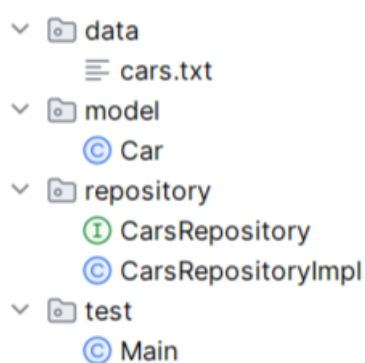 data
cars.txt
model
C Car
repository
I CarsRepository
C CarsRepositoryImpl
test
C Main